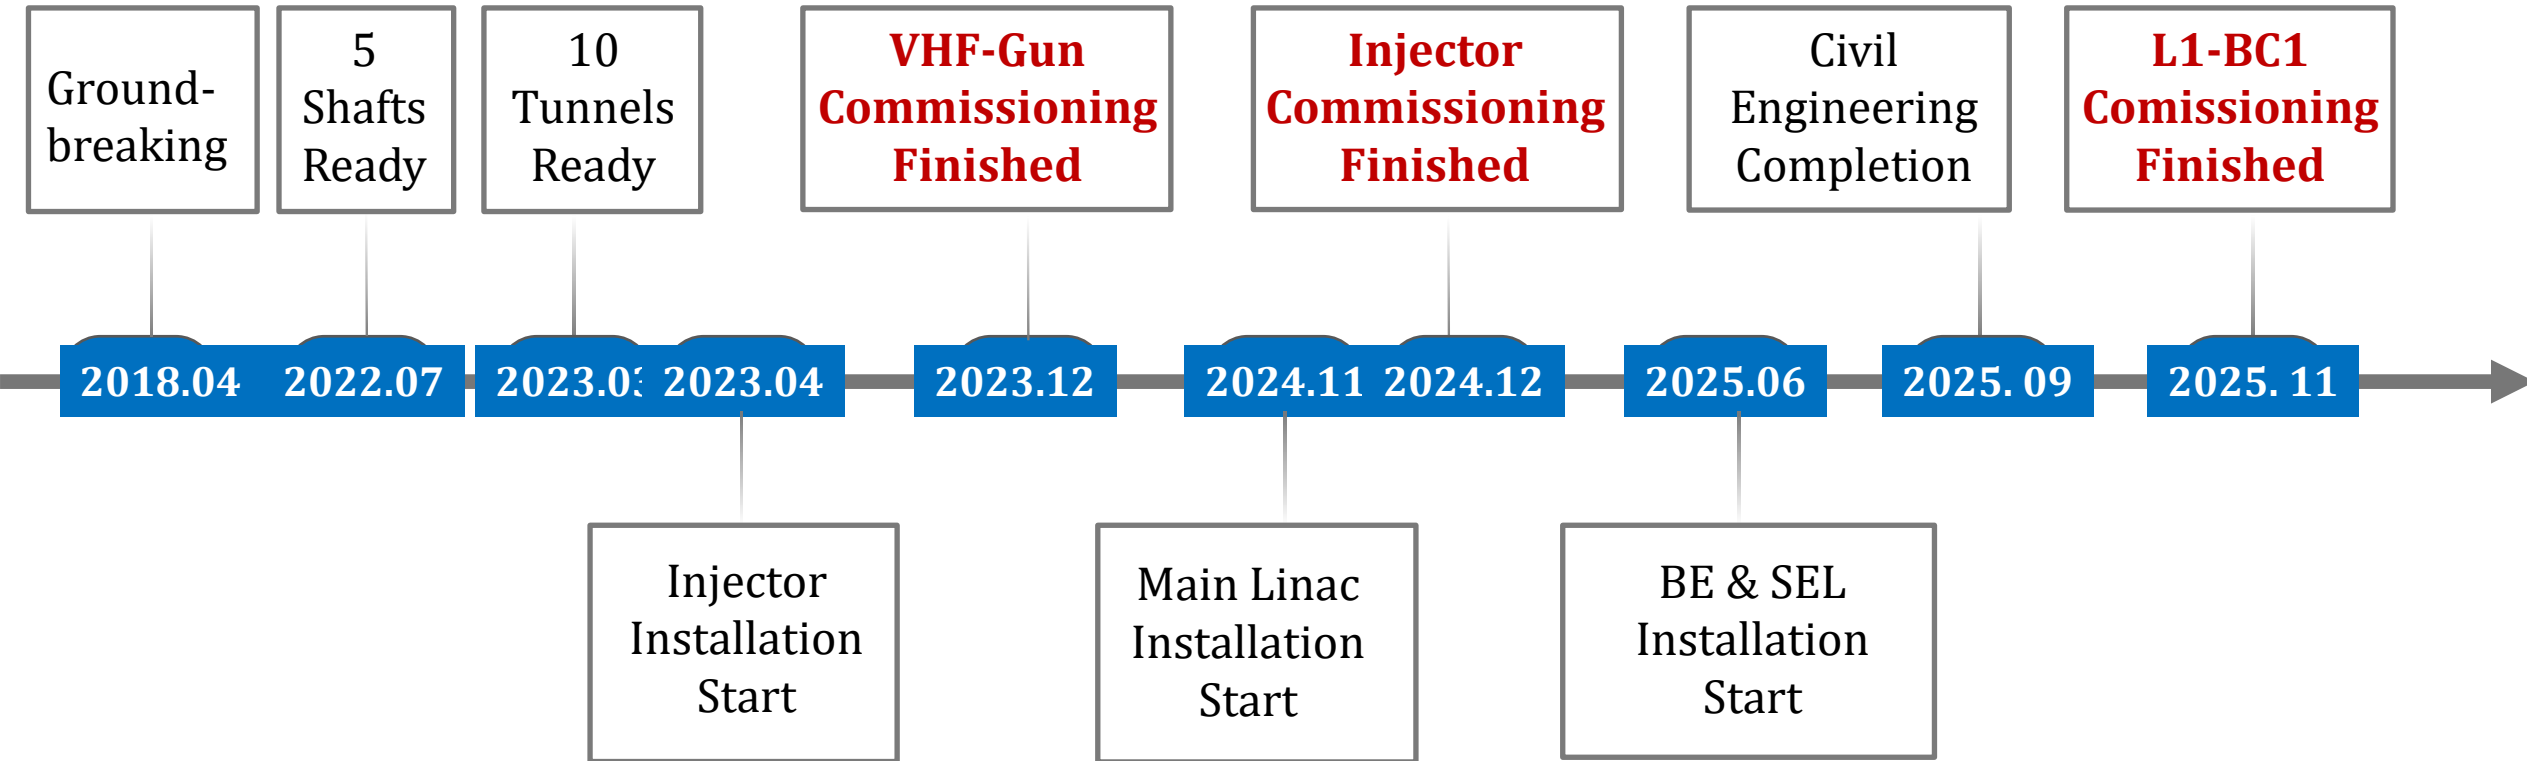 Ground-
breaking
5
Shafts
Ready
10
Tunnels
Ready
VHF-Gun
Commissioning
Finished
Injector
Commissioning
Finished
Civil
Engineering
Completion
L1-BC1
Comissioning
Finished
2018.04
2022.07
2023.04
2023.12
2024.11
2024.12
2025.06
2025. 09
2025. 11
Injector
Installation
Start
Main Linac
Installation
Start
BE & SEL
Installation
Start